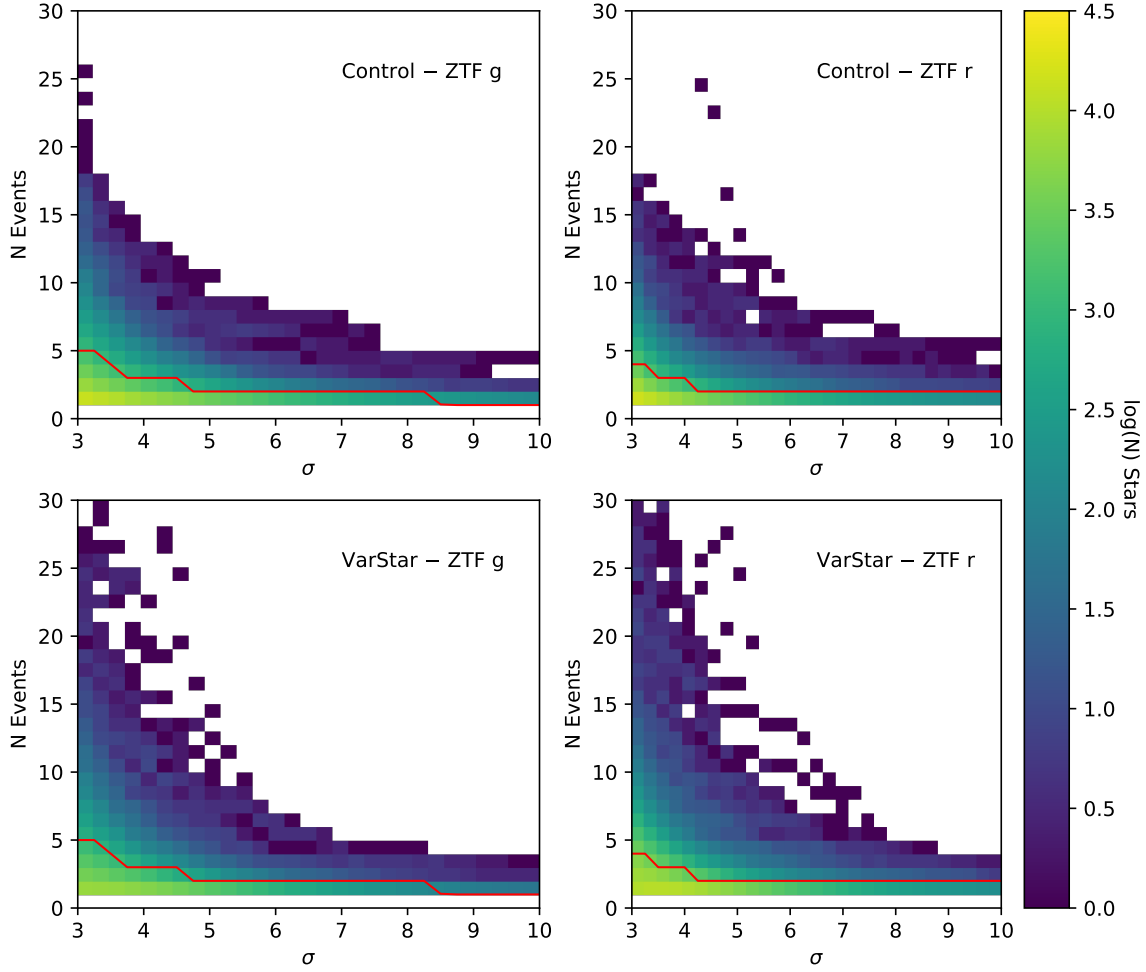 30
25
20
15
10
5
0
N Events
Control − ZTF g
3 4 5 6 7 8 9 10
σ
30
25
20
15
10
5
0
N Events
Control − ZTF r
3 4 5 6 7 8 9 10
σ
30
25
20
15
10
5
0
N Events
VarStar − ZTF g
3 4 5 6 7 8 9 10
σ
30
25
20
15
10
5
0
N Events
VarStar − ZTF r
3 4 5 6 7 8 9 10
σ
4.5
4.0
3.5
3.0
2.5
2.0
1.5
1.0
0.5
0.0
log(N) Stars